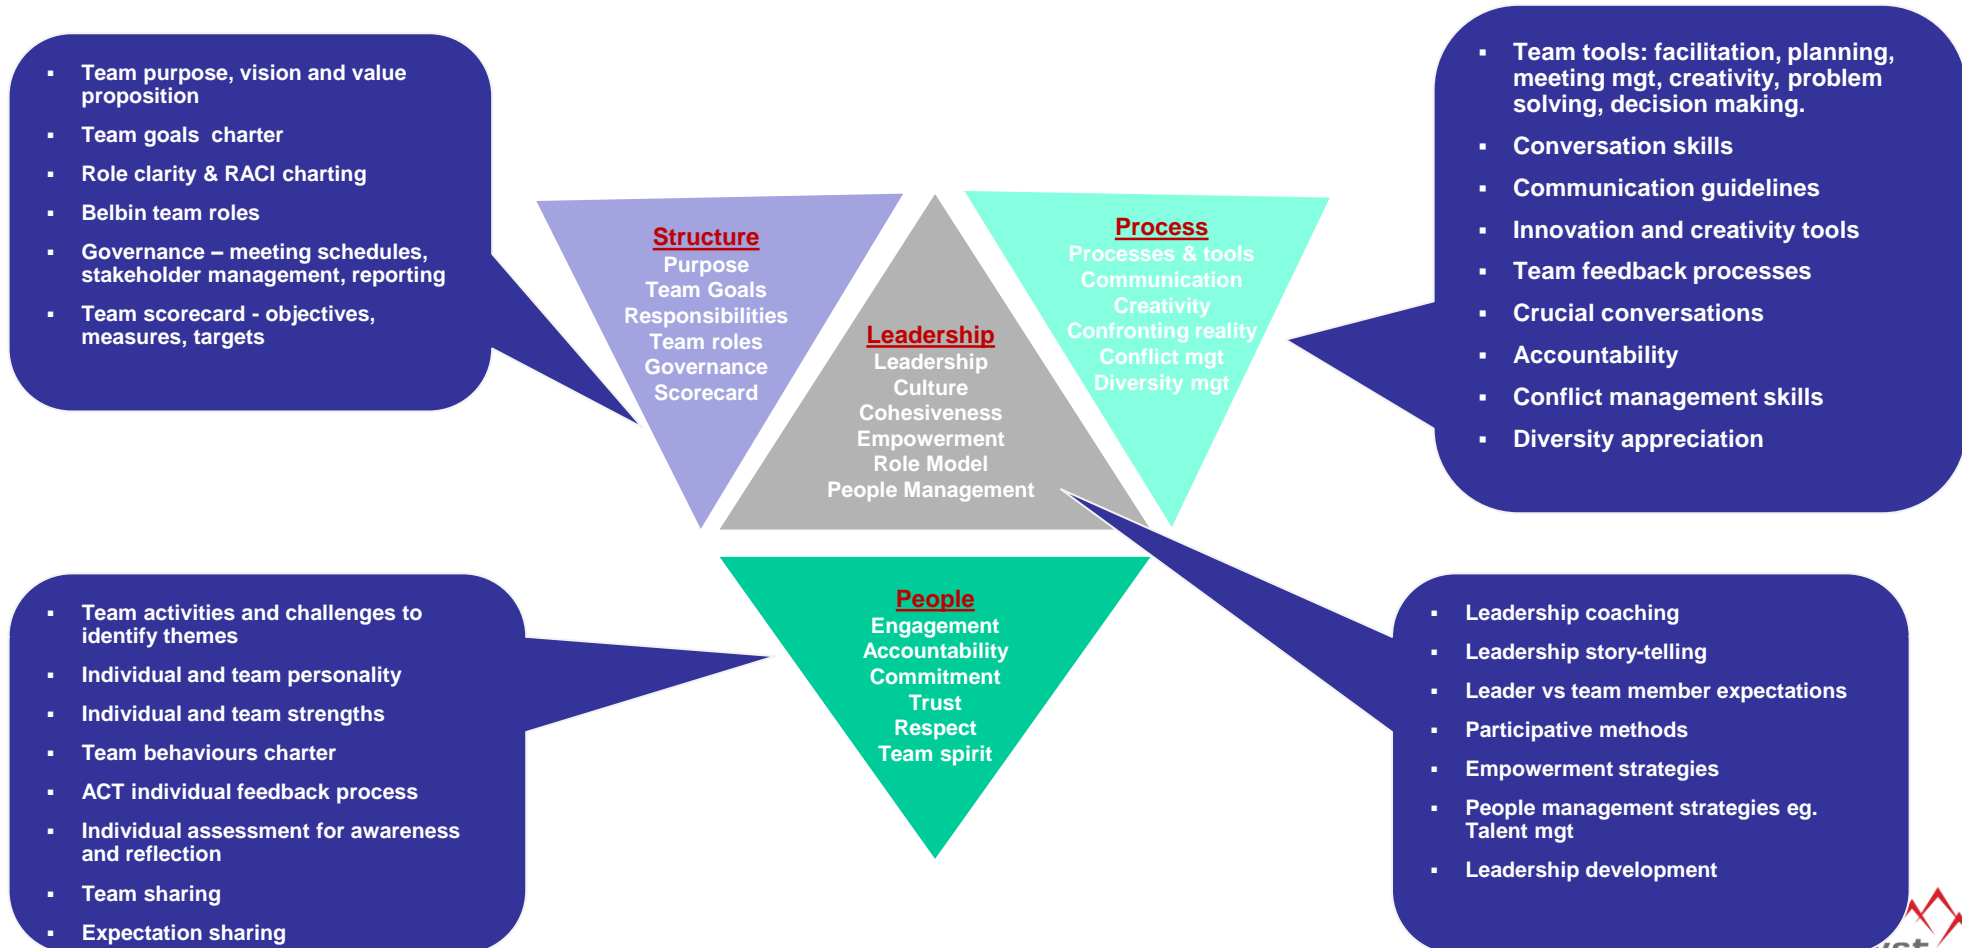 ▪ Team purpose, vision and value
proposition
▪ Team goals  charter
▪ Role clarity & RACI charting
▪ Belbin team roles
▪ Governance – meeting schedules,
stakeholder management, reporting
▪ Team scorecard - objectives,
measures, targets
Structure
Purpose
Team Goals
Responsibilities
Team roles
Governance
Scorecard
Leadership
Leadership
Culture
Cohesiveness
Empowerment
Role Model
People Management
Process
Processes & tools
Communication
Creativity
Confronting reality
Conflict mgt
Diversity mgt
▪ Team tools: facilitation, planning,
meeting mgt, creativity, problem
solving, decision making.
▪ Conversation skills
▪ Communication guidelines
▪ Innovation and creativity tools
▪ Team feedback processes
▪ Crucial conversations
▪ Accountability
▪ Conflict management skills
▪ Diversity appreciation
▪ Team activities and challenges to
identify themes
▪ Individual and team personality
▪ Individual and team strengths
▪ Team behaviours charter
▪ ACT individual feedback process
▪ Individual assessment for awareness
and reflection
▪ Team sharing
▪ Expectation sharing
People
Engagement
Accountability
Commitment
Trust
Respect
Team spirit
▪ Leadership coaching
▪ Leadership story-telling
▪ Leader vs team member expectations
▪ Participative methods
▪ Empowerment strategies
▪ People management strategies eg.
Talent mgt
▪ Leadership development